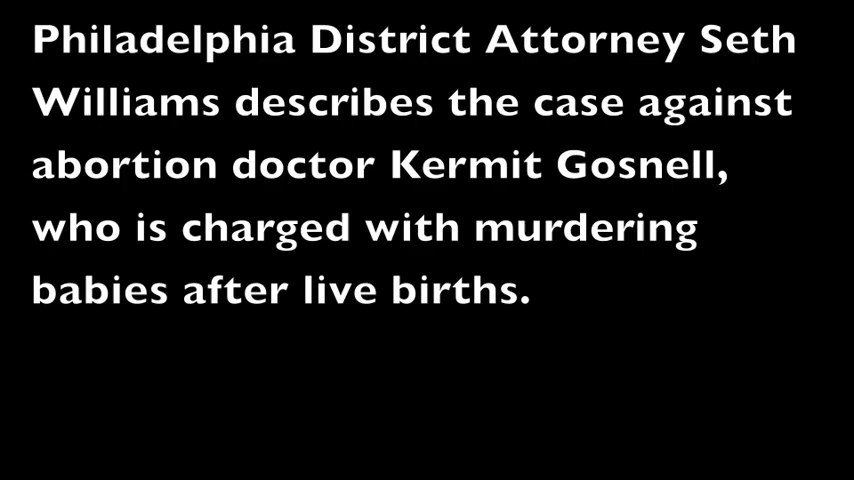 Philadelphia District Attorney Seth
Williams describes the case against
abortion doctor Kermit Gosnell,
who is charged with murdering
babies after live births.